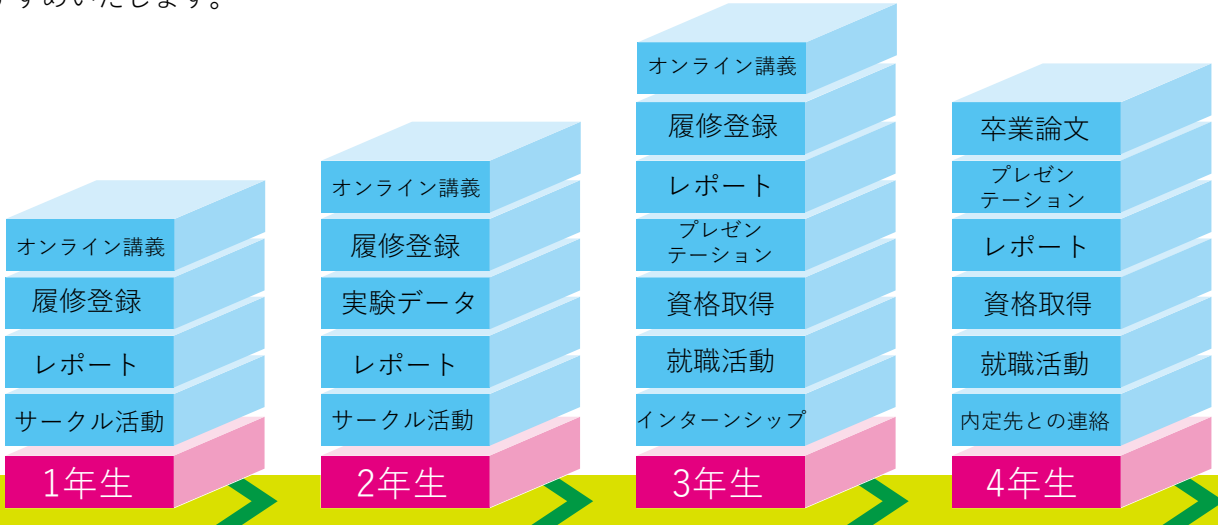 すすめいたします。
オンライン講義
履修登録
レポート
サークル活動
1年生
オンライン講義
履修登録
実験データ
レポート
サークル活動
2年生
オンライン講義
履修登録
レポート
プレゼン
テーション
資格取得
就職活動
インターンシップ
3年生
卒業論文
プレゼン
テーション
レポート
資格取得
就職活動
内定先との連絡
4年生